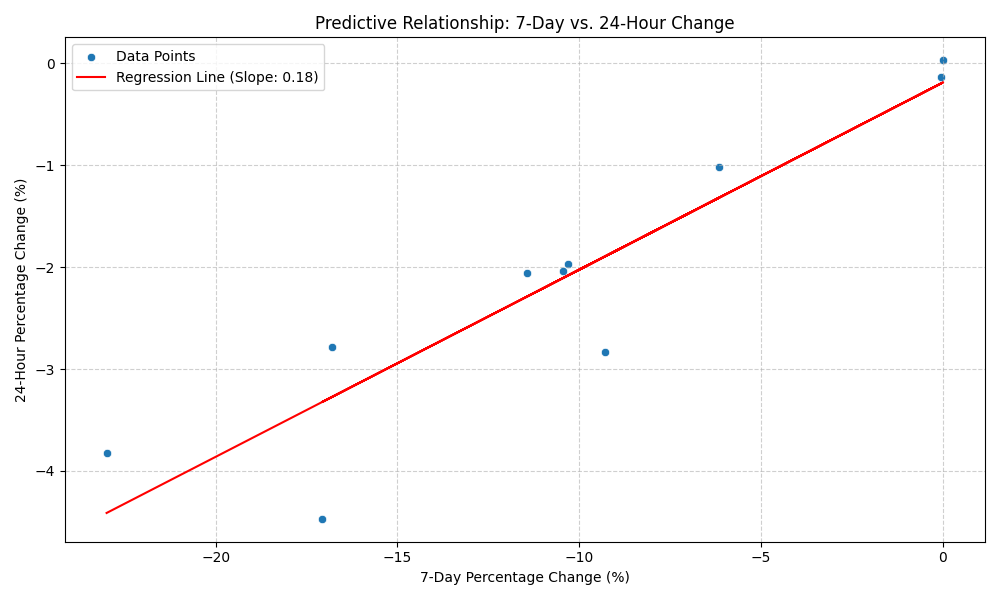 Predictive Relationship: 7-Day vs. 24-Hour Change
Data Points
Regression Line (Slope: 0.18)
24-Hour Percentage Change (%)
0
−1
−2
−3
−4
−20
−15
−10
−5
0
7-Day Percentage Change (%)